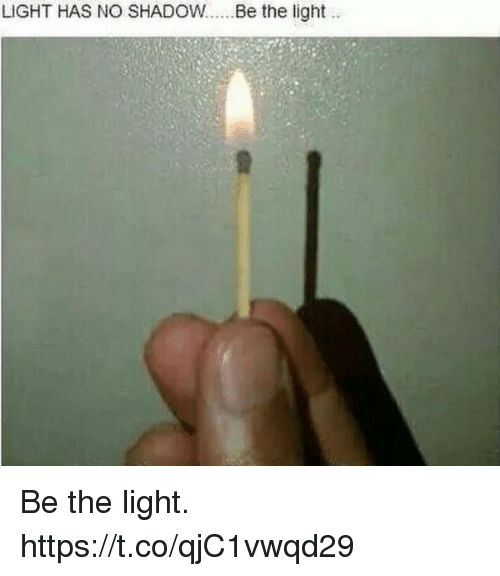 LIGHT HAS NO SHADOW......Be the light ..
Be the light.
https://t.co/qjC1vwqd29